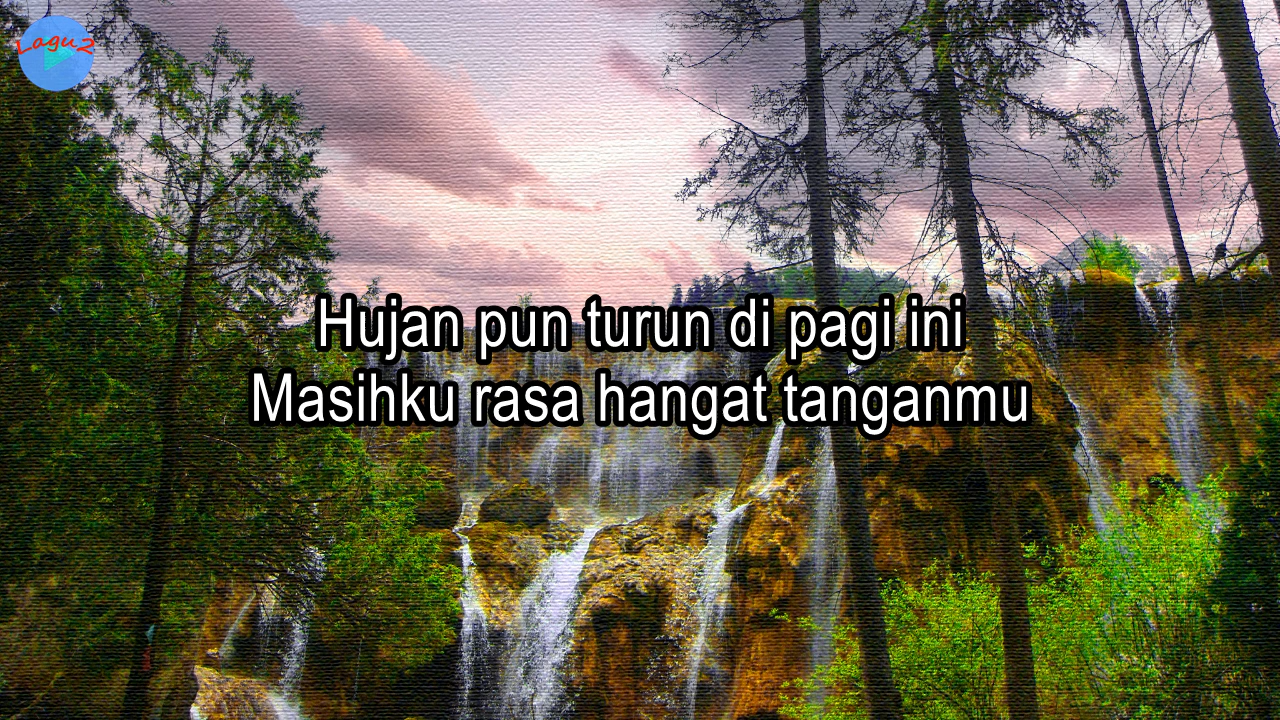 Lagu2
Hujan pun turun di pagi ini
Masihku rasa hangat tanganmu